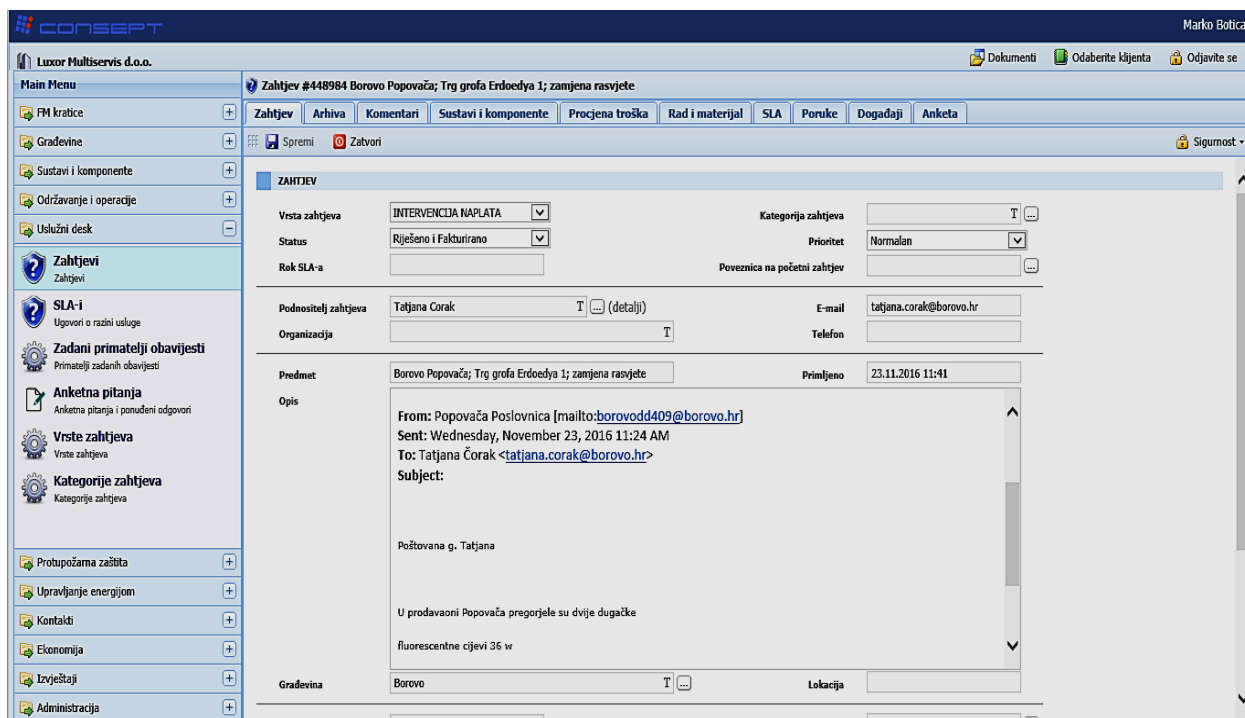 CONSEPT
Marko Botica
Luxor Multiservis d.o.o.
Dokumenti
Odaberite klijenta
Odjavite se
Main Menu
FM kratice
Građevine
Sustavi i komponente
Održavanje i operacije
Uslužni desk
Zahtjevi
Zahtjevi
SLA-i
Ugovori o razini usluge
Zadani primatelji obavijesti
Primatelji zadanih obavijesti
Anketna pitanja
Anketna pitanja i ponuđeni odgovori
Vrste zahtjeva
Vrste zahtjeva
Kategorije zahtjeva
Kategorije zahtjeva
Protupožarna zaštita
Upravljanje energijom
Kontakti
Ekonomija
Izvještaji
Administracija
Zahtjev #448984 Borovo Popovača; Trg grofa Erdoedya 1; zamjena rasvjete
Zahtjev Arhiva Komentari Sustavi i komponente Procjena troška Rad i materijal SLA Poruke Događaji Anketa
Spremi Zatvori Sigurnost
ZAHTJEV
Vrsta zahtjeva INTERVENCIJA NAPLATA Kategorija zahtjeva T ...
Status Riješeno i Fakturirano Prioritet Normalan
Rok SLA-a Poveznica na početni zahtjev ...
Podnositelj zahtjeva Tatjana Corak T ... (detalji) E-mail tatjana.corak@borovo.hr
Organizacija T Telefon
Predmet Borovo Popovača; Trg grofa Erdoedya 1; zamjena rasvjete Primljeno 23.11.2016 11:41
Opis
From: Popovača Poslovnica [mailto:borovodd409@borovo.hr]
Sent: Wednesday, November 23, 2016 11:24 AM
To: Tatjana Čorak <tatjana.corak@borovo.hr>
Subject:
Poštovana g. Tatjana
U prodavaoni Popovača pregorjele su dvije dugačke
fluorescentne cijevi 36 w
Građevina Borovo T ... Lokacija